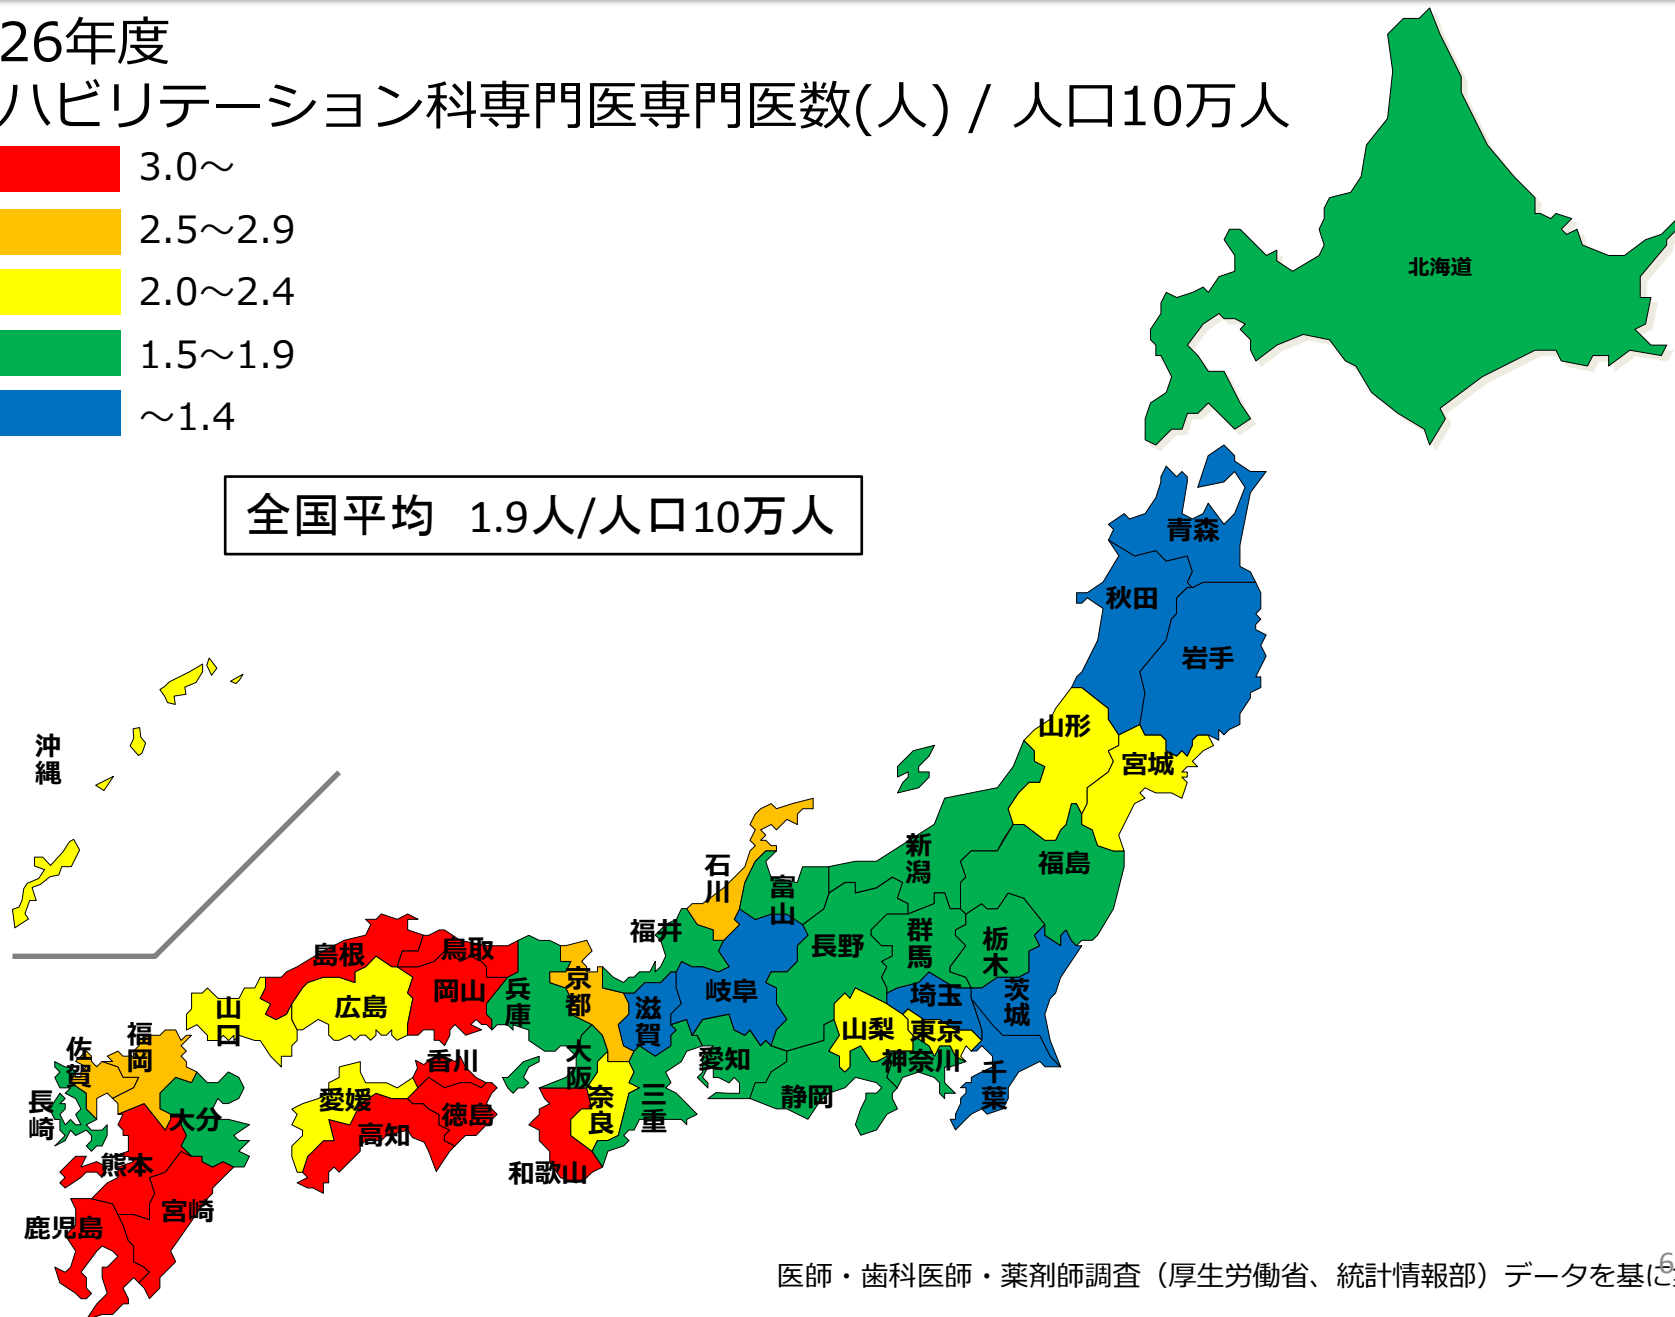 26年度
ハビリテーション科専門医専門医数(人) / 人口10万人
3.0～
2.5～2.9
2.0～2.4
1.5～1.9
～1.4
全国平均 1.9人/人口10万人
北海道
青森
秋田
岩手
山形
宮城
福島
新潟
石川
富山
福井
長野
群馬
栃木
茨城
埼玉
岐阜
滋賀
京都
兵庫
鳥取
島根
岡山
広島
山口
山梨
東京
神奈川
千葉
愛知
静岡
大阪
奈良
三重
和歌山
香川
徳島
愛媛
高知
福岡
佐賀
長崎
大分
熊本
宮崎
鹿児島
沖縄
医師・歯科医師・薬剤師調査（厚生労働省、統計情報部）データを基に
6